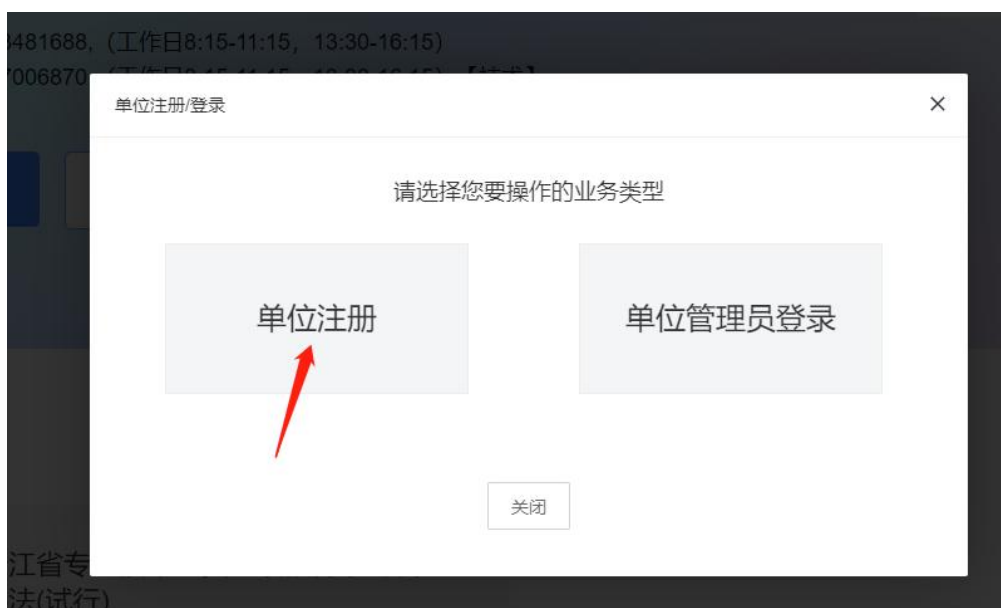 3481688,（工作日8:15-11:15，13:30-16:15）
7006870
单位注册/登录
请选择您要操作的业务类型
单位注册
单位管理员登录
关闭
江省专
法(试行)